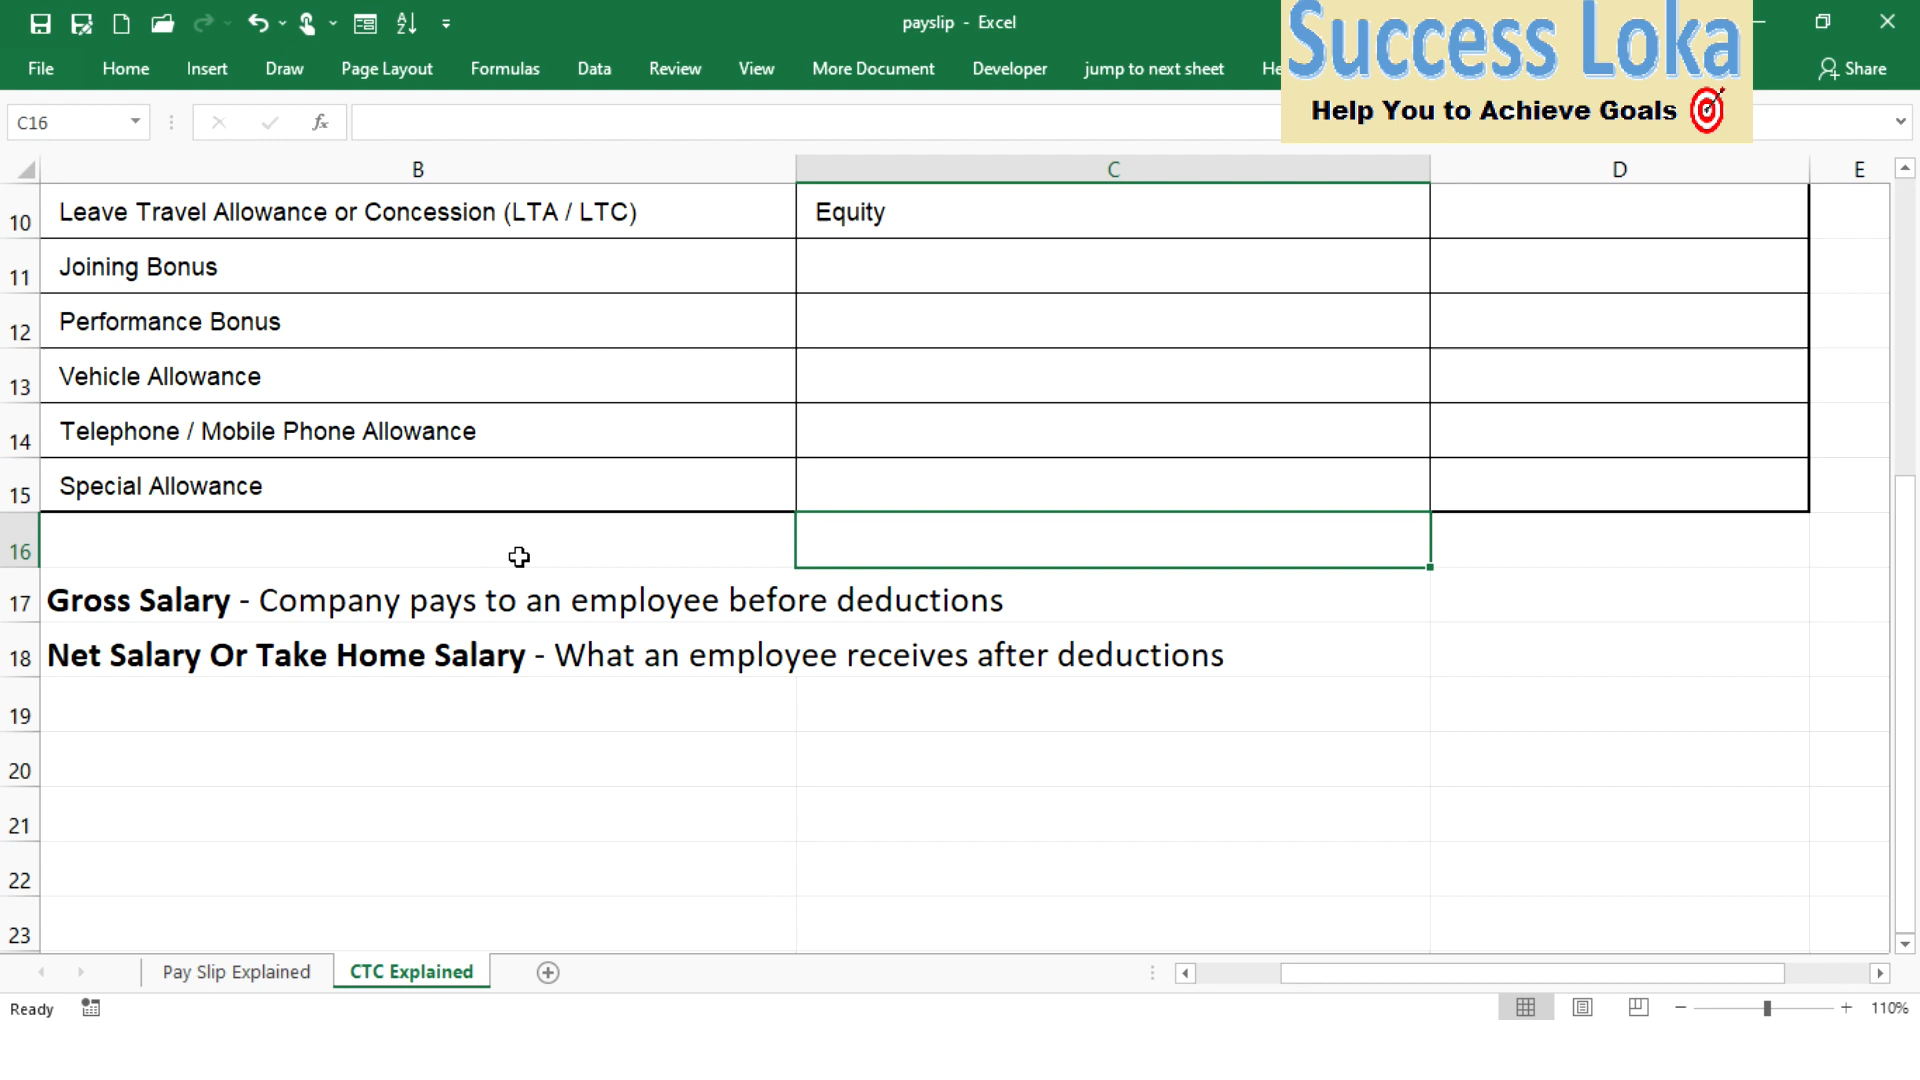 payslip - Excel
Success Loka
Help You to Achieve Goals
File Home Insert Draw Page Layout Formulas Data Review View More Document Developer jump to next sheet He Share
C16 fx
B C D E
10 Leave Travel Allowance or Concession (LTA / LTC) Equity
11 Joining Bonus
12 Performance Bonus
13 Vehicle Allowance
14 Telephone / Mobile Phone Allowance
15 Special Allowance
16
17 Gross Salary - Company pays to an employee before deductions
18 Net Salary Or Take Home Salary - What an employee receives after deductions
19
20
21
22
23
Pay Slip Explained CTC Explained
Ready 110%